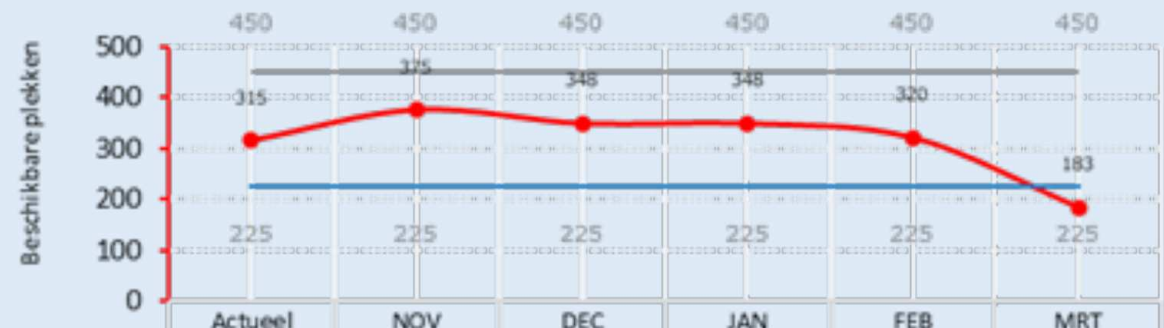 450 450 450 450 450 450
Beschikbare plekken
500
400
300
200
100
0
315 375 348 348 320 183
225 225 225 225 225 225
Actueel NOV DEC JAN FEB MRT